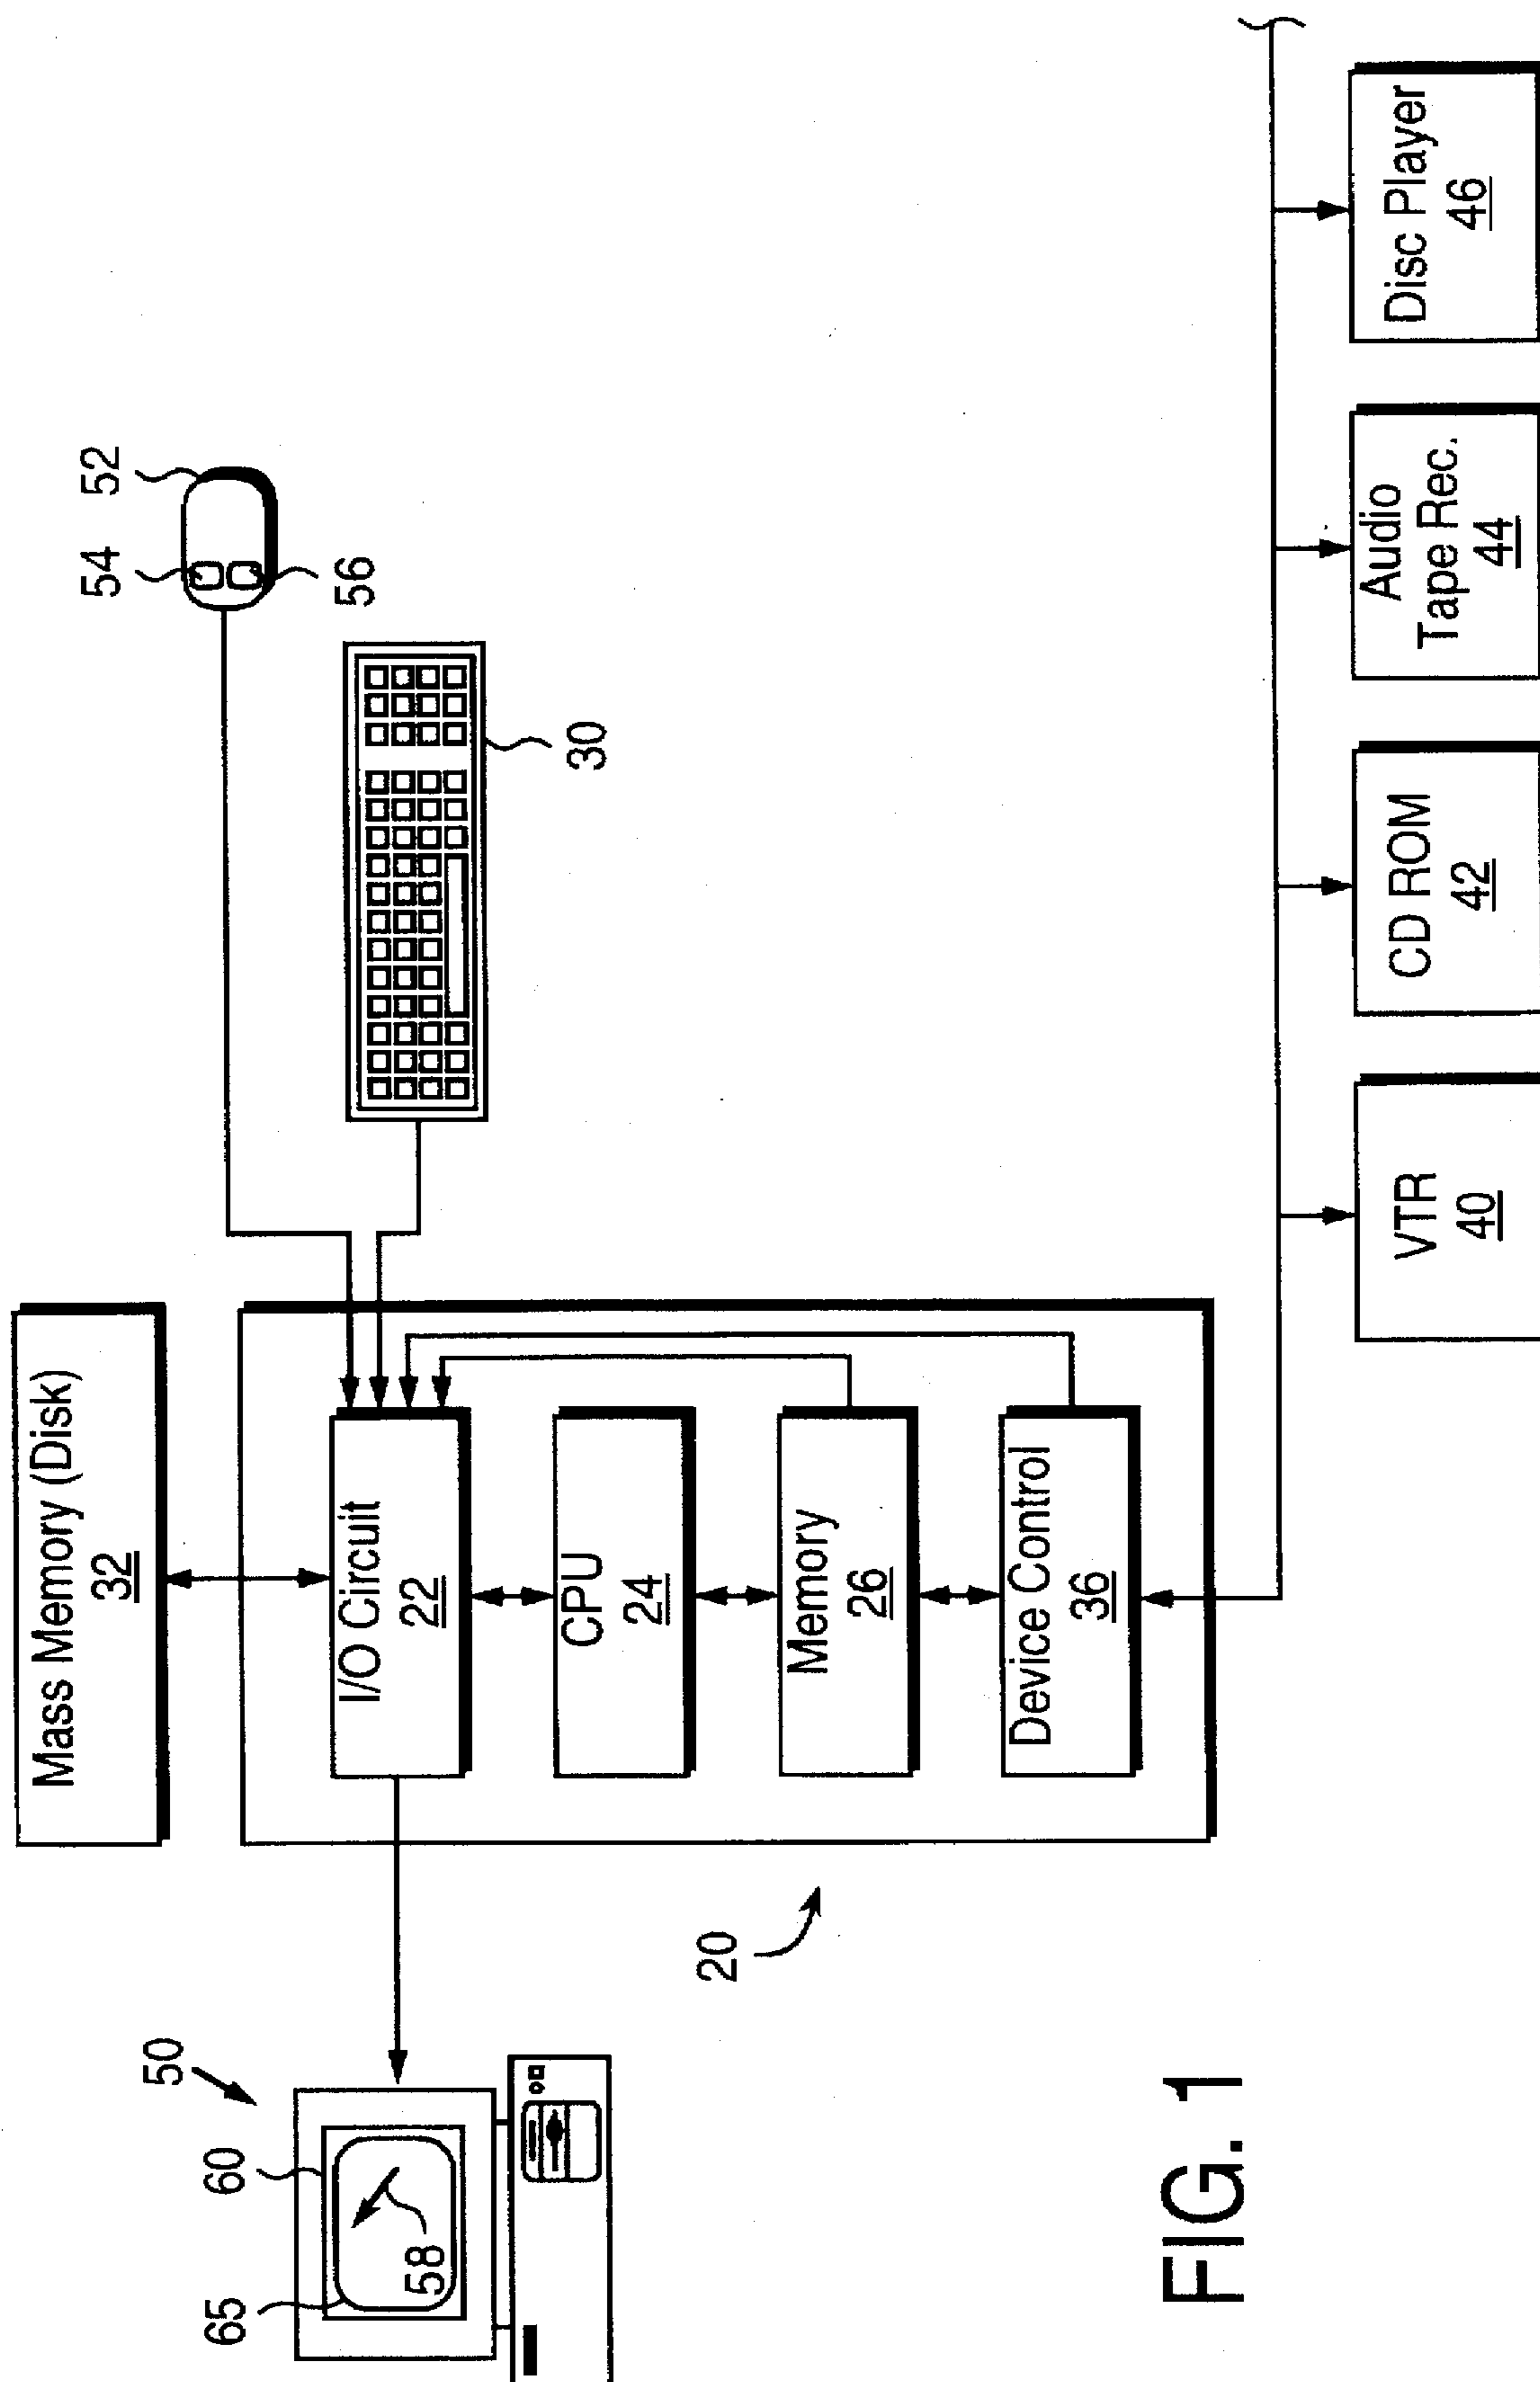 Mass Memory (Disk)
32
52
54
56
50
60
65
58
I/O Circuit
22
30
CPU
24
20
Memory
26
Device Control
36
FIG. 1
VTR
40
CD ROM
42
Audio
Tape Rec.
44
Disc Player
46